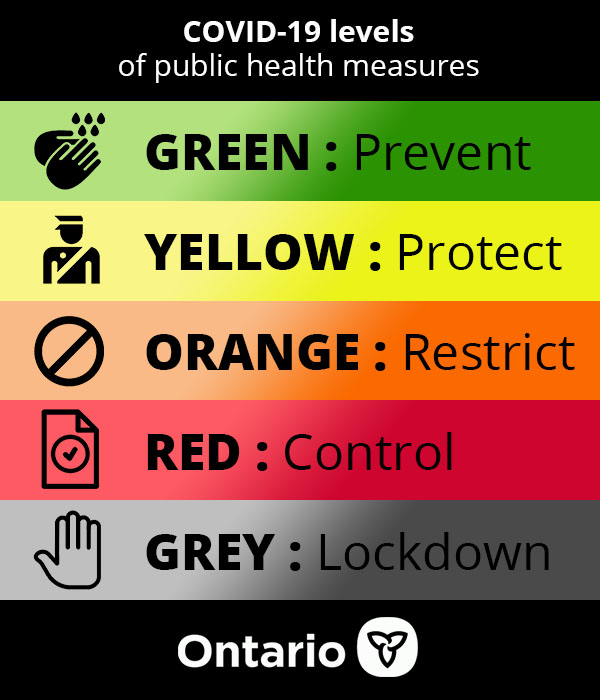 COVID-19 levels
of public health measures
GREEN : Prevent
YELLOW : Protect
ORANGE : Restrict
RED : Control
GREY : Lockdown
Ontario